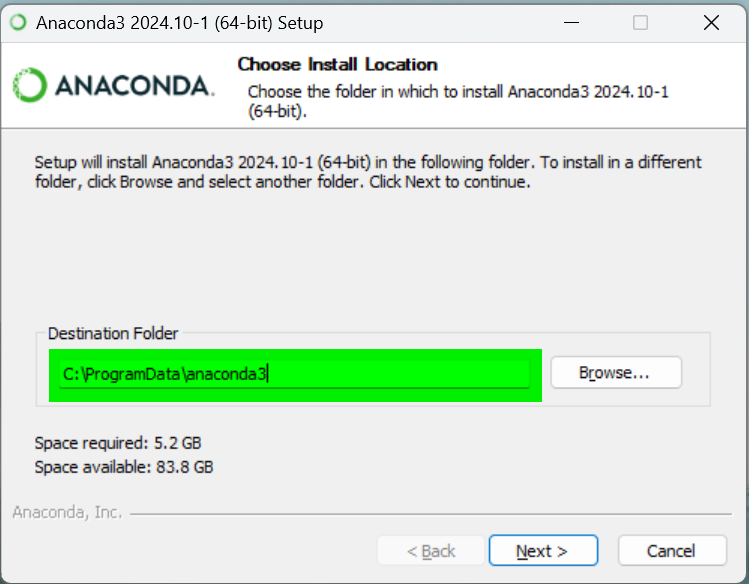 Anaconda3 2024.10-1 (64-bit) Setup
ANACONDA.
Choose Install Location
Choose the folder in which to install Anaconda3 2024.10-1
(64-bit).
Setup will install Anaconda3 2024.10-1 (64-bit) in the following folder. To install in a different
folder, click Browse and select another folder. Click Next to continue.
Destination Folder
C:\ProgramData\anaconda3
Browse...
Space required: 5.2 GB
Space available: 83.8 GB
Anaconda, Inc.
< Back
Next >
Cancel